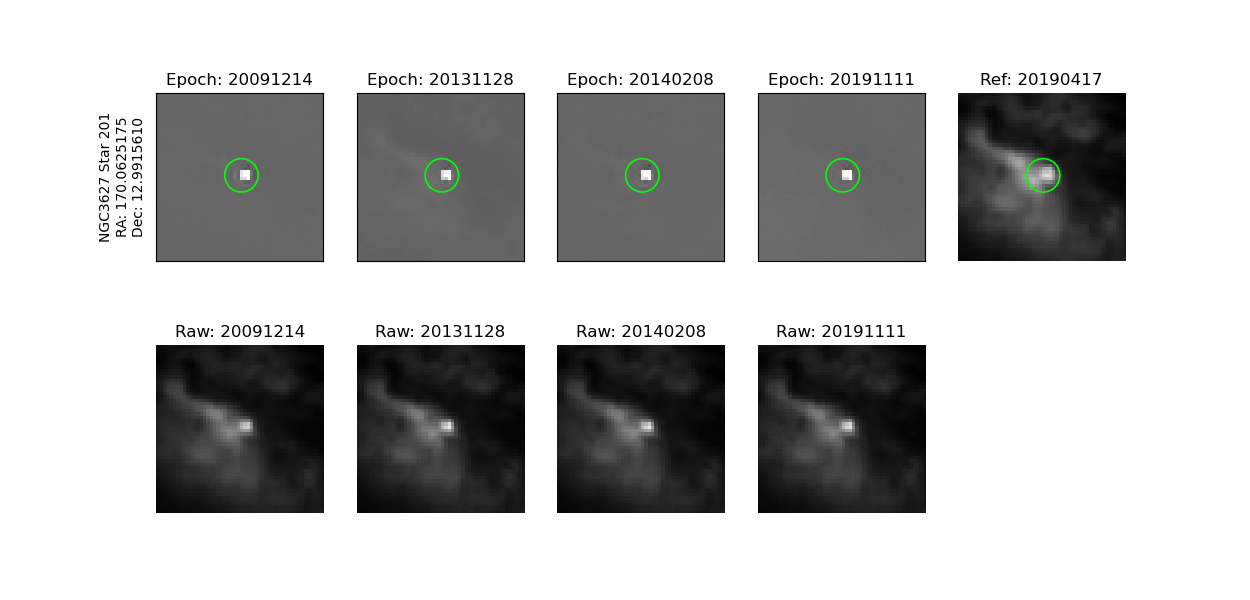 NGC3627 Star 201
RA: 170.0625175
Dec: 12.9915610
Epoch: 20091214
Epoch: 20131128
Epoch: 20140208
Epoch: 20191111
Ref: 20190417
Raw: 20091214
Raw: 20131128
Raw: 20140208
Raw: 20191111